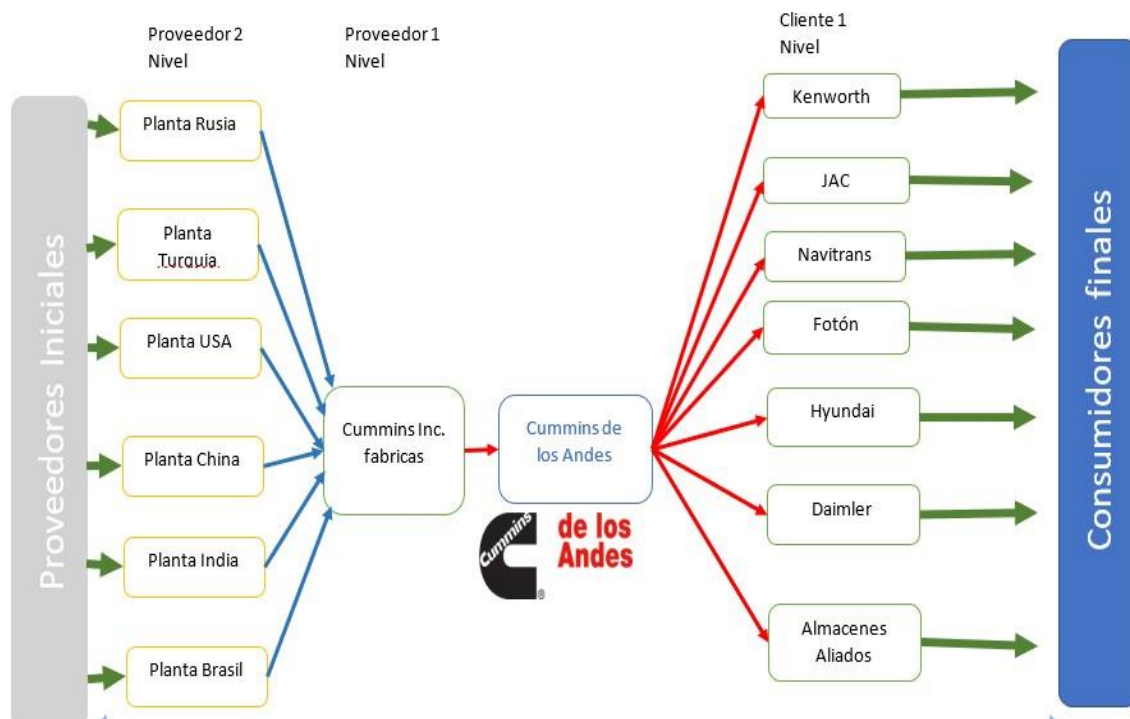 Proveedor 2
Nivel
Proveedor 1
Nivel
Cliente 1
Nivel
Proveedores Iniciales
Planta Rusia
Planta
Turquia
Planta USA
Planta China
Planta India
Planta Brasil
Cummins Inc.
fabricas
Cummins de
los Andes
Cummins
®
de los
Andes
Kenworth
JAC
Navitrans
Fotón
Hyundai
Daimler
Almacenes
Aliados
Consumidores finales